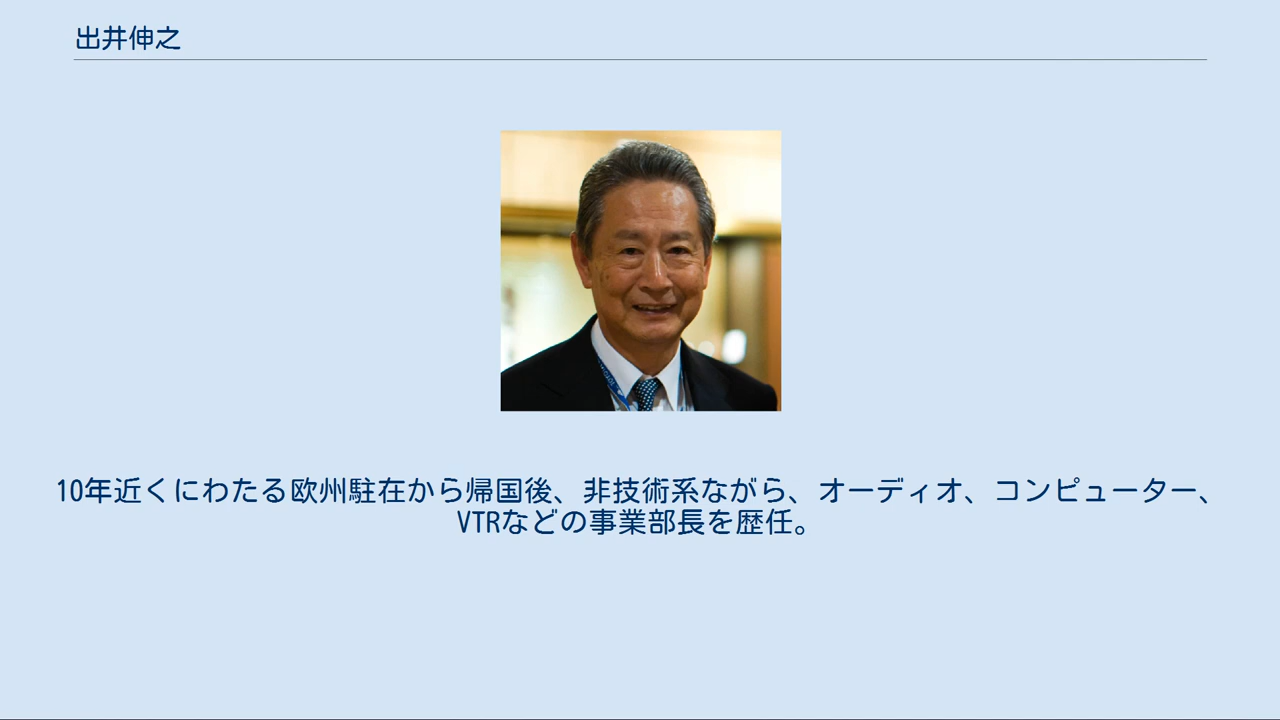 出井伸之
10年近くにわたる欧州駐在から帰国後、非技術系ながら、オーディオ、コンピューター、
VTRなどの事業部長を歴任。